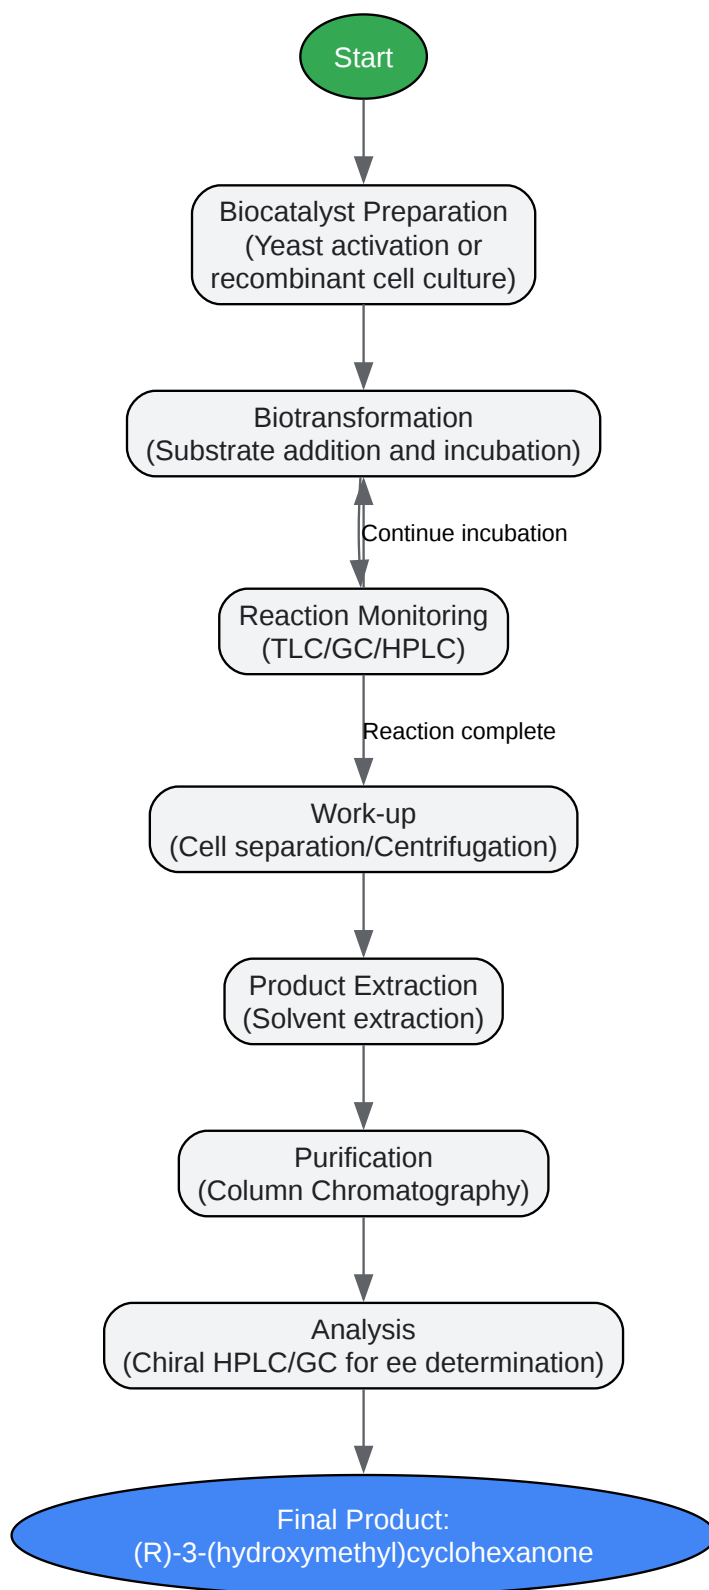 Start
Biocatalyst Preparation
(Yeast activation or
recombinant cell culture)
Biotransformation
(Substrate addition and incubation)
Continue incubation
Reaction Monitoring
(TLC/GC/HPLC)
Reaction complete
Work-up
(Cell separation/Centrifugation)
Product Extraction
(Solvent extraction)
Purification
(Column Chromatography)
Analysis
(Chiral HPLC/GC for ee determination)
Final Product:
(R)-3-(hydroxymethyl)cyclohexanone